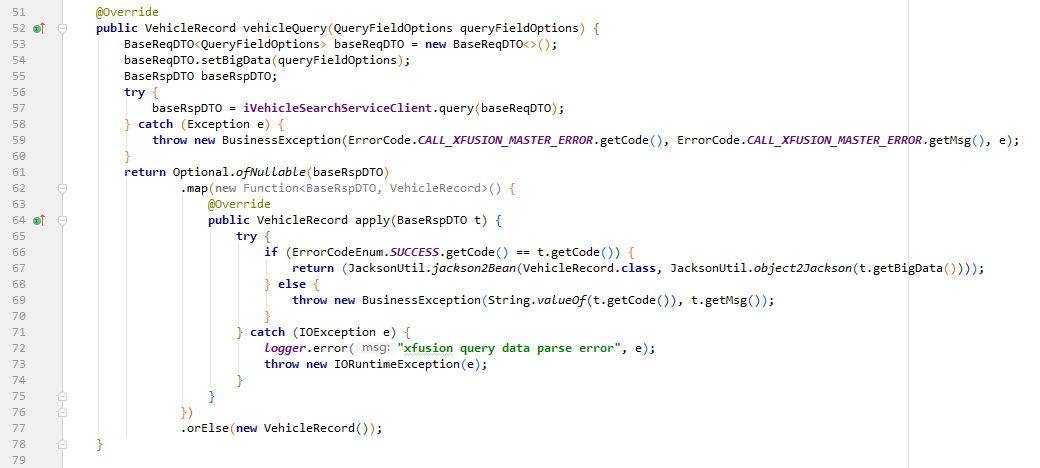 51 @Override
52 public VehicleRecord vehicleQuery(QueryFieldOptions queryFieldOptions) {
53 BaseReqDTO<QueryFieldOptions> baseReqDTO = new BaseReqDTO<>();
54 baseReqDTO.setBigData(queryFieldOptions);
55 BaseRspDTO baseRspDTO;
56 try {
57 baseRspDTO = iVehicleSearchServiceClient.query(baseReqDTO);
58 } catch (Exception e) {
59 throw new BusinessException(ErrorCode.CALL_XFUSION_MASTER_ERROR.getCode(), ErrorCode.CALL_XFUSION_MASTER_ERROR.getMsg(), e);
60 }
61 return Optional.ofNullable(baseRspDTO)
62 .map(new Function<BaseRspDTO, VehicleRecord>() {
63 @Override
64 public VehicleRecord apply(BaseRspDTO t) {
65 try {
66 if (ErrorCodeEnum.SUCCESS.getCode() == t.getCode()) {
67 return (JacksonUtil.jackson2Bean(VehicleRecord.class, JacksonUtil.object2Jackson(t.getBigData())));
68 } else {
69 throw new BusinessException(String.valueOf(t.getCode()), t.getMsg());
70 }
71 } catch (IOException e) {
72 logger.error( msg: "xfusion query data parse error", e);
73 throw new IORuntimeException(e);
74 }
75 }
76 })
77 .orElse(new VehicleRecord());
78 }
79